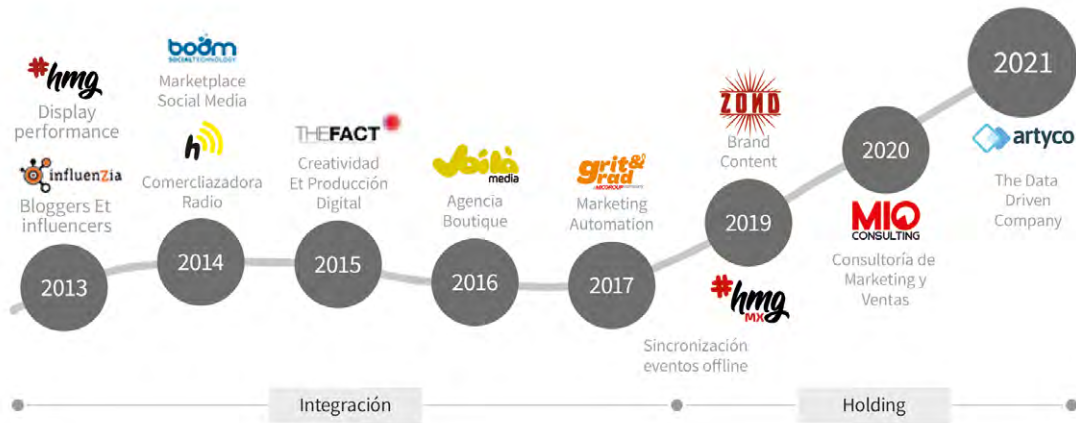 #hmg
Display
performance
influenZia
Bloggers Et
influencers
2013
boom
SOCIALTECHNOLOGY
Marketplace
Social Media
h
Comercliazadora
Radio
2014
THEFACT
Creatividad
Et Producción
Digital
2015
Voilà
media
Agencia
Boutique
2016
grit&
grad
Marketing
Automation
2017
ZOND
Brand
Content
2019
#hmg
MX
Sincronización
eventos offline
2020
MIO
CONSULTING
Consultoría de
Marketing y
Ventas
2021
artyco
The Data
Driven
Company
Integración
Holding